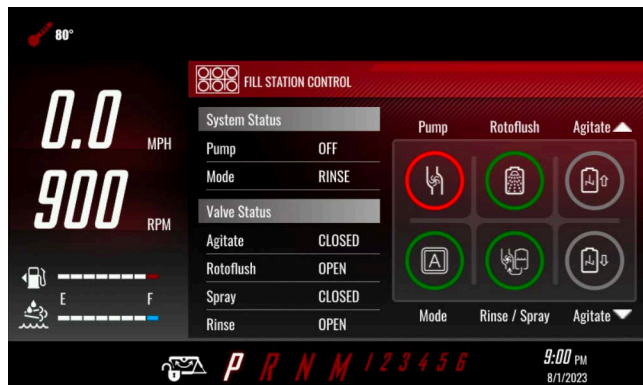 80°
FILL STATION CONTROL
0.0 MPH
900 RPM
E F
System Status
Pump OFF
Mode RINSE
Valve Status
Agitate CLOSED
Rotoflush OPEN
Spray CLOSED
Rinse OPEN
Pump Rotoflush Agitate
A
Mode Rinse / Spray Agitate
P R N M 1 2 3 4 5 6
9:00 PM
8/1/2023